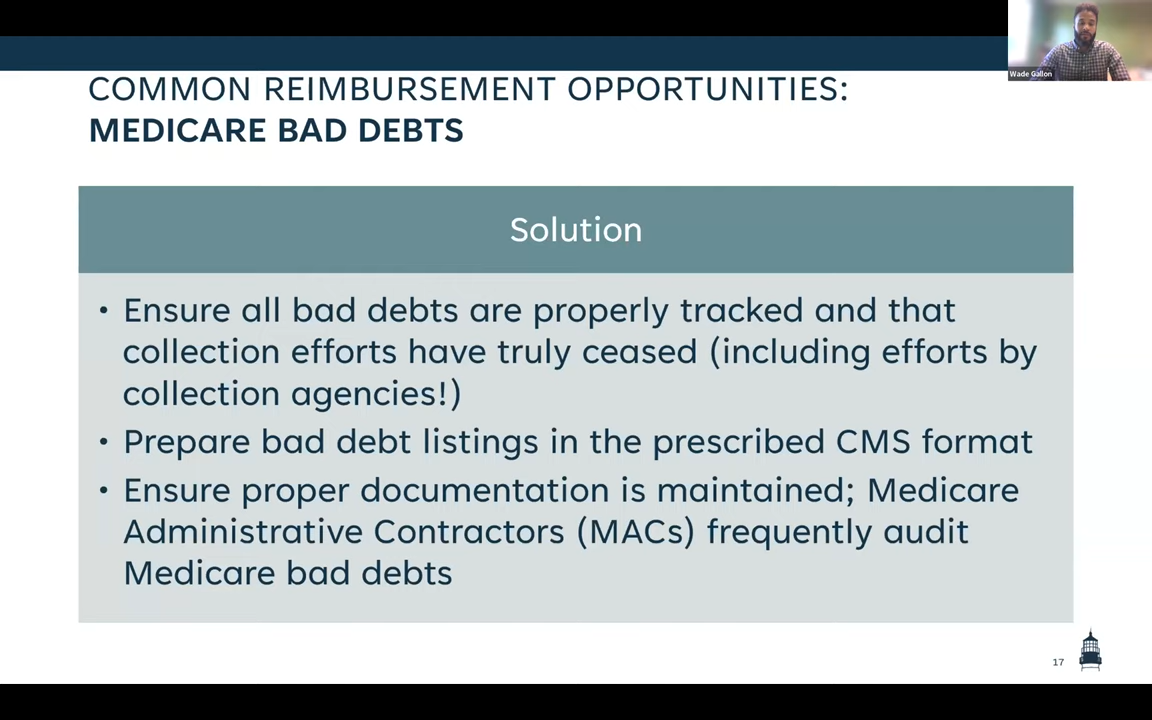 Wade Gallon
COMMON REIMBURSEMENT OPPORTUNITIES:
MEDICARE BAD DEBTS
Solution
• Ensure all bad debts are properly tracked and that
collection efforts have truly ceased (including efforts by
collection agencies!)
• Prepare bad debt listings in the prescribed CMS format
• Ensure proper documentation is maintained; Medicare
Administrative Contractors (MACs) frequently audit
Medicare bad debts
17